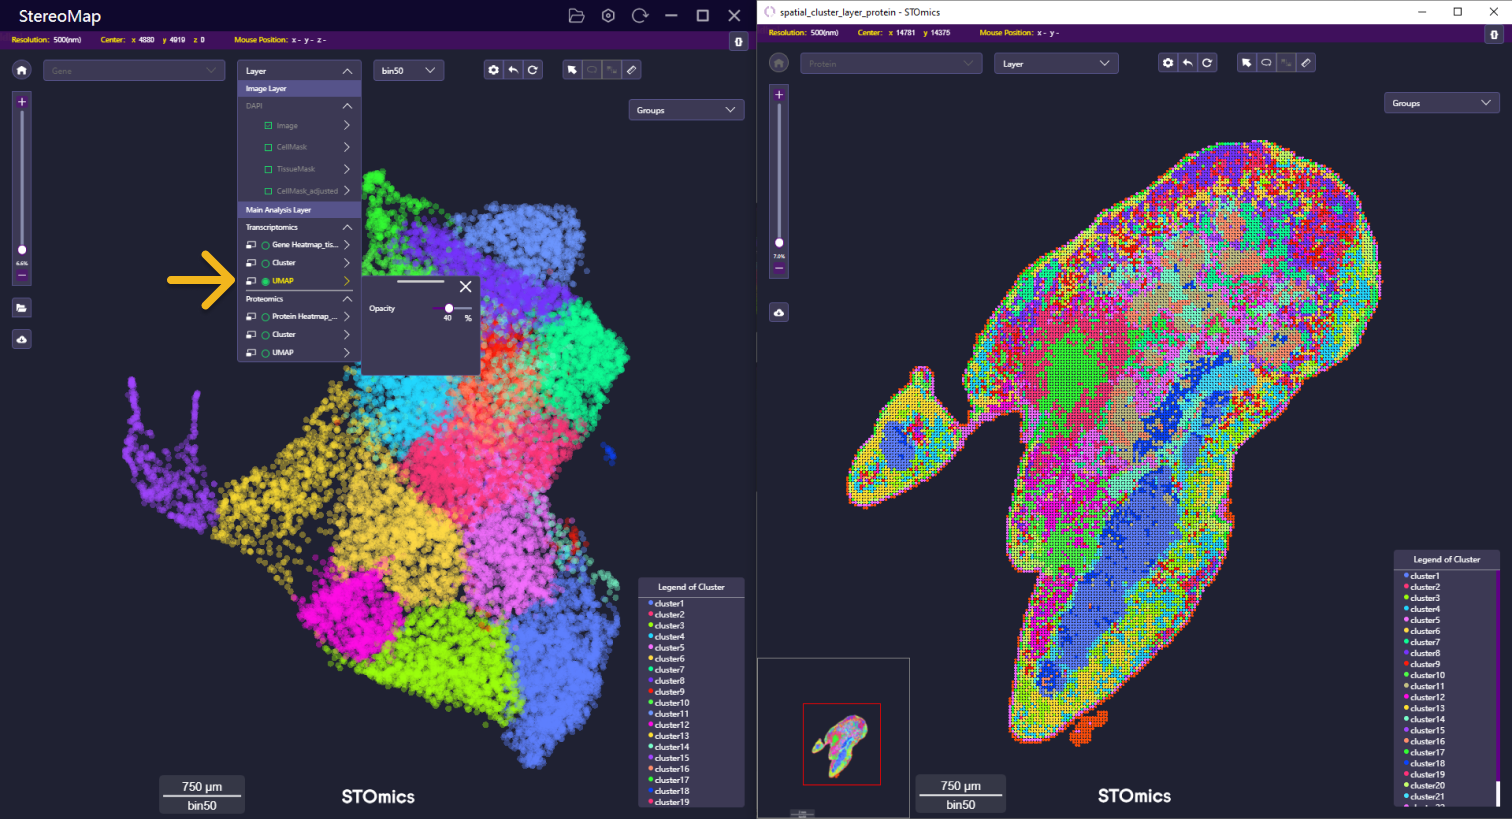 StereoMap
Resolution: 500(nm) Center: x 4880 y 4919 z 0 Mouse Position: x - y - z -
Gene
Layer
bin50
Groups
6.6%
Image Layer
DAPI
Image
CellMask
TissueMask
CellMask_adjusted
Main Analysis Layer
Transcriptomics
Gene Heatmap_tis...
Cluster
UMAP
Proteomics
Protein Heatmap_...
Cluster
UMAP
Opacity
40 %
Legend of Cluster
cluster1
cluster2
cluster3
cluster4
cluster5
cluster6
cluster7
cluster8
cluster9
cluster10
cluster11
cluster12
cluster13
cluster14
cluster15
cluster16
cluster17
cluster18
cluster19
750 μm
bin50
STOmics
spatial_cluster_layer_protein - STOmics
Resolution: 500(nm) Center: x 14781 y 14375 Mouse Position: x - y -
Protein
Layer
Groups
7.0%
Legend of Cluster
cluster1
cluster2
cluster3
cluster4
cluster5
cluster6
cluster7
cluster8
cluster9
cluster10
cluster11
cluster12
cluster13
cluster14
cluster15
cluster16
cluster17
cluster18
cluster19
cluster20
cluster21
750 μm
bin50
STOmics